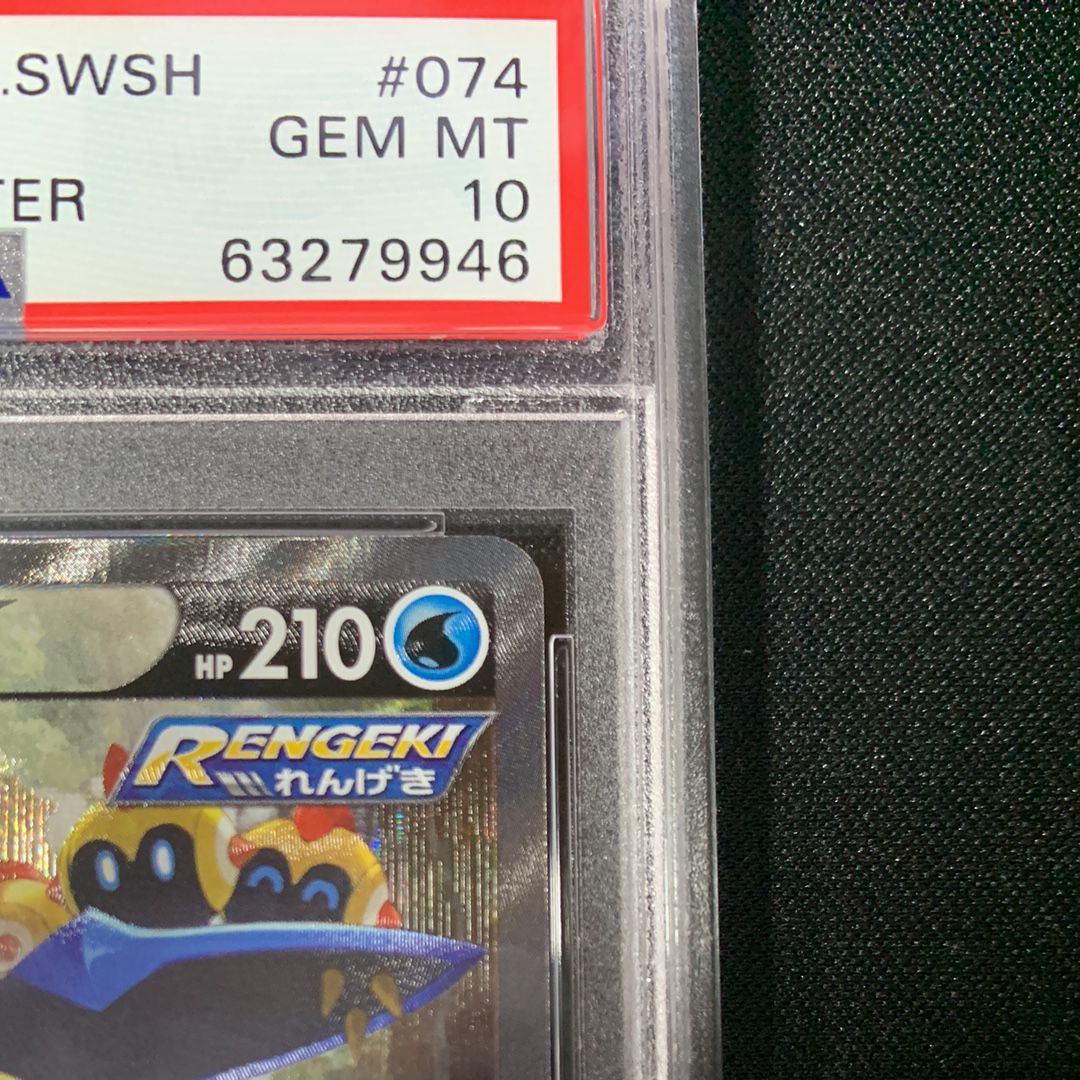 .SWSH #074
GEM MT
TER 10
63279946
HP 210
RENGEKI
れんげき